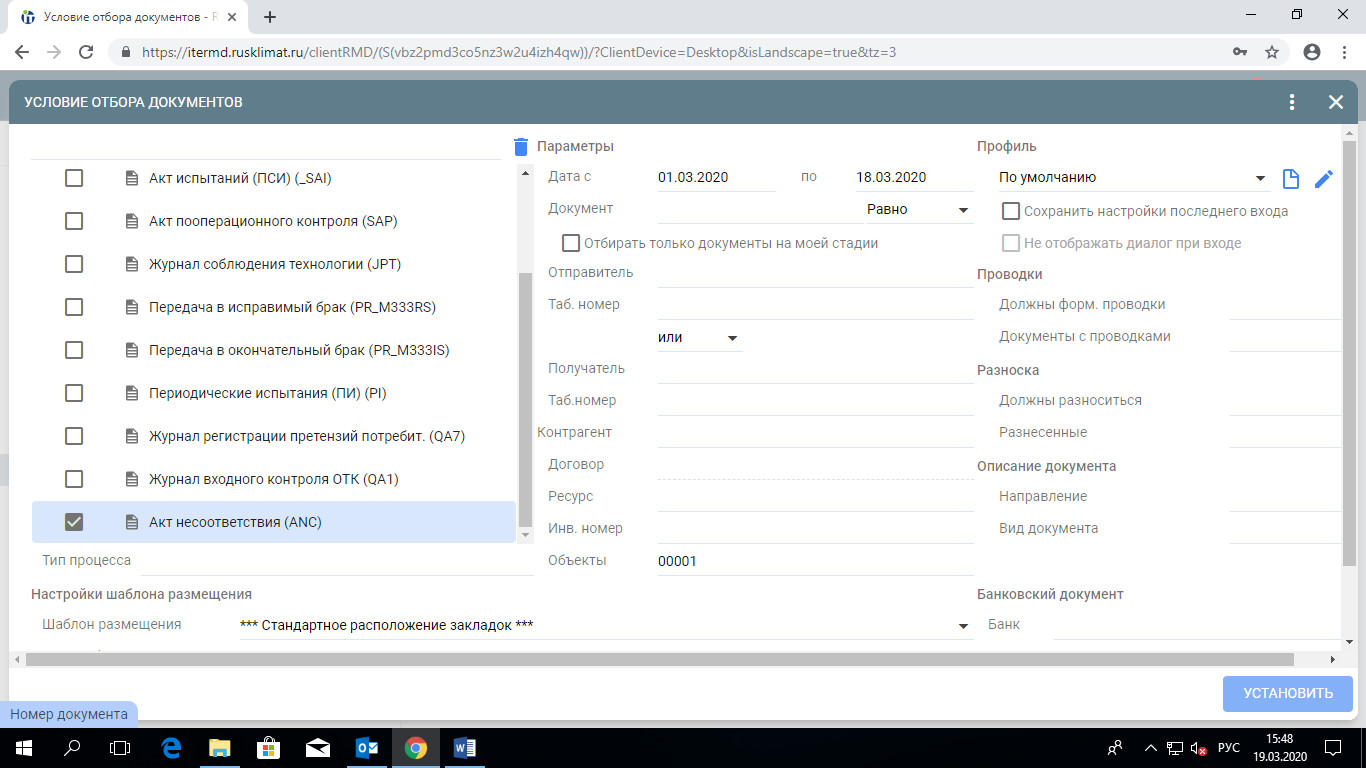 Условие отбора документов - R
https://itermd.rusklimat.ru/clientRMD/(S(vbz2pmd3co5nz3w2u4izh4qw))/?ClientDevice=Desktop&isLandscape=true&tz=3
УСЛОВИЕ ОТБОРА ДОКУМЕНТОВ
Акт испытаний (ПСИ) (_SAI)
Акт пооперационного контроля (SAP)
Журнал соблюдения технологии (JPT)
Передача в исправимый брак (PR_M333RS)
Передача в окончательный брак (PR_M333IS)
Периодические испытания (ПИ) (PI)
Журнал регистрации претензий потребит. (QA7)
Журнал входного контроля ОТК (QA1)
Акт несоответствия (ANC)
Тип процесса
Настройки шаблона размещения
Шаблон размещения *** Стандартное расположение закладок ***
Параметры
Дата с 01.03.2020 по 18.03.2020
Документ Равно
Отбирать только документы на моей стадии
Отправитель
Таб. номер
или
Получатель
Таб.номер
Контрагент
Договор
Ресурс
Инв. номер
Объекты 00001
Профиль
По умолчанию
Сохранить настройки последнего входа
Не отображать диалог при входе
Проводки
Должны форм. проводки
Документы с проводками
Разноска
Должны разноситься
Разнесенные
Описание документа
Направление
Вид документа
Банковский документ
Банк
УСТАНОВИТЬ
Номер документа
РУС
15:48
19.03.2020